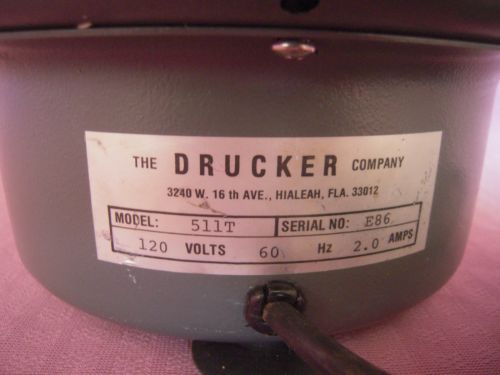 THE DRUCKER COMPANY
3240 W. 16 th AVE., HIALEAH, FLA. 33012
MODEL: 511T SERIAL NO: E86
120 VOLTS 60 Hz 2.0 AMPS